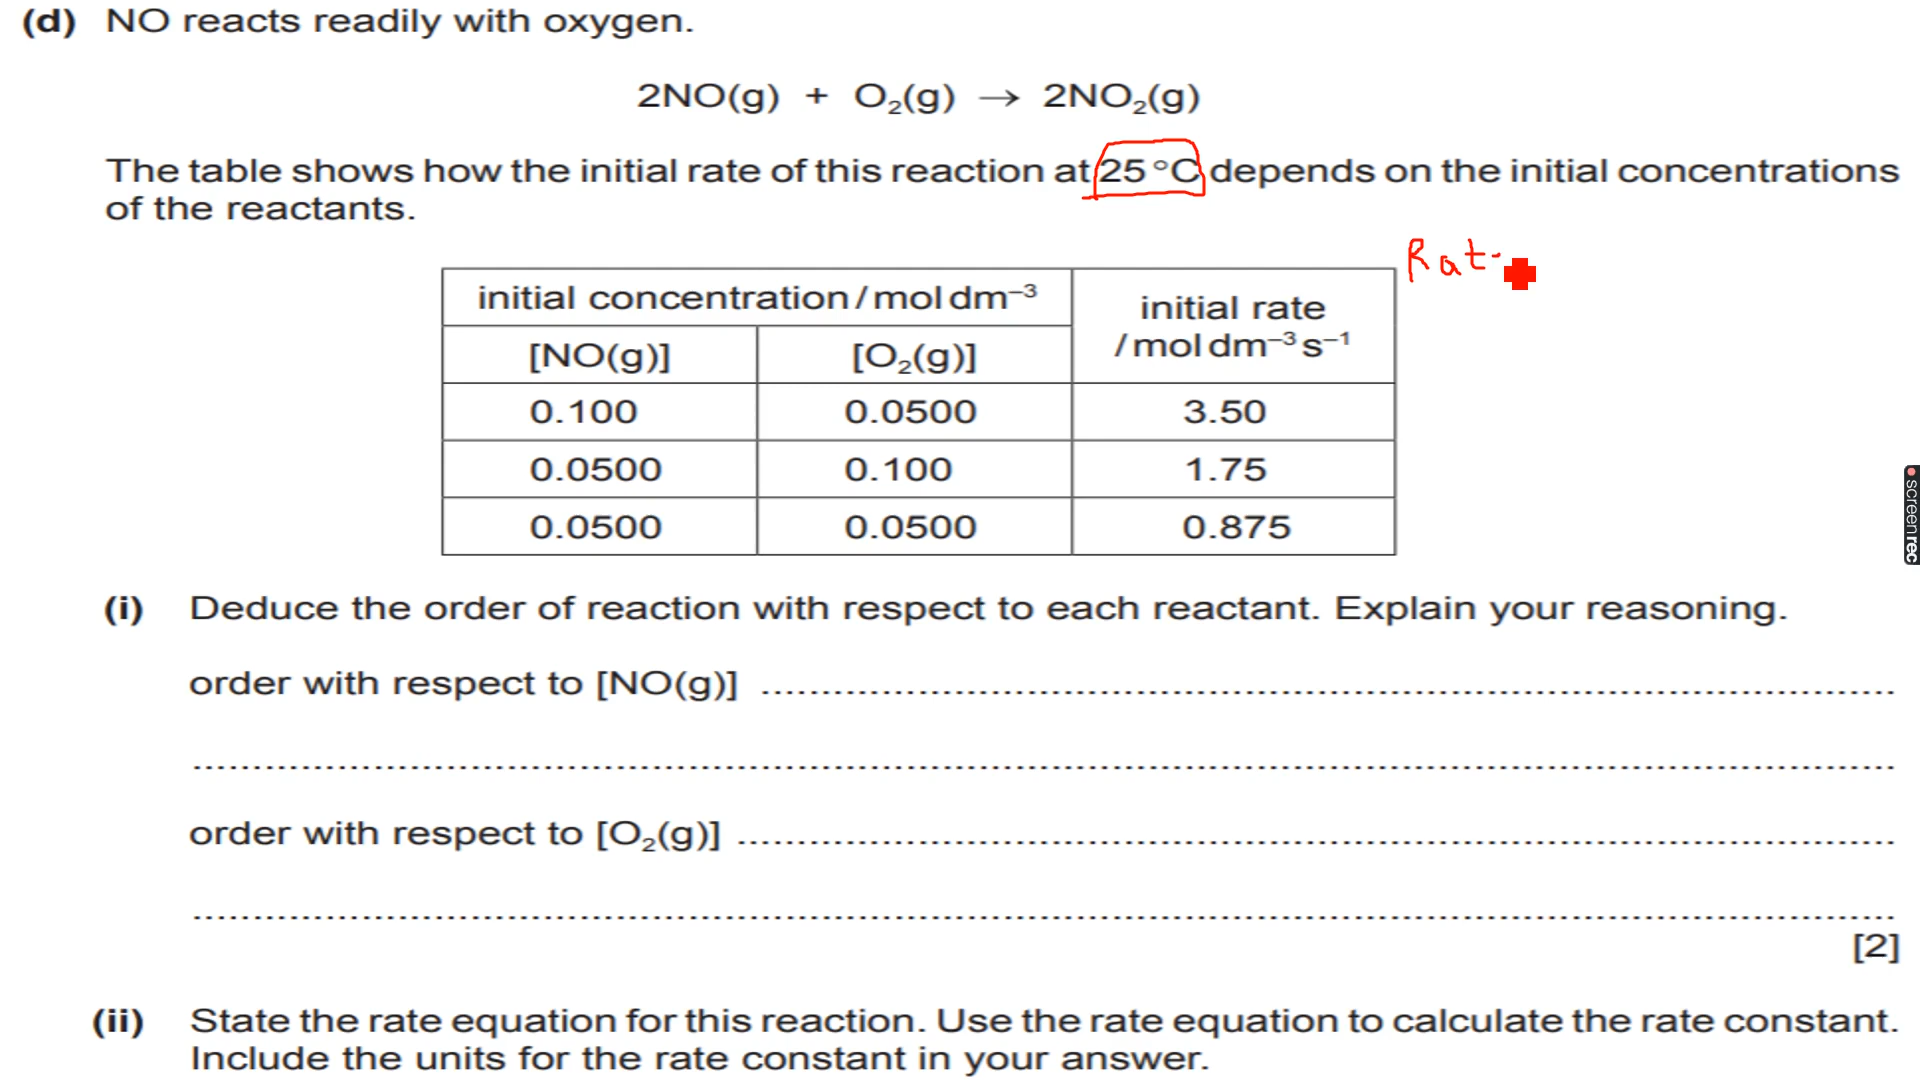 (d) NO reacts readily with oxygen.
2NO(g) + O₂(g) → 2NO₂(g)
The table shows how the initial rate of this reaction at 25 °C depends on the initial concentrations
of the reactants.
Rat
initial concentration / mol dm⁻³
initial rate
/ mol dm⁻³ s⁻¹
[NO(g)] [O₂(g)]
0.100 0.0500 3.50
0.0500 0.100 1.75
0.0500 0.0500 0.875
(i) Deduce the order of reaction with respect to each reactant. Explain your reasoning.
order with respect to [NO(g)] ................................................................
................................................................
order with respect to [O₂(g)] ................................................................
................................................................
[2]
(ii) State the rate equation for this reaction. Use the rate equation to calculate the rate constant.
Include the units for the rate constant in your answer.
screenrec